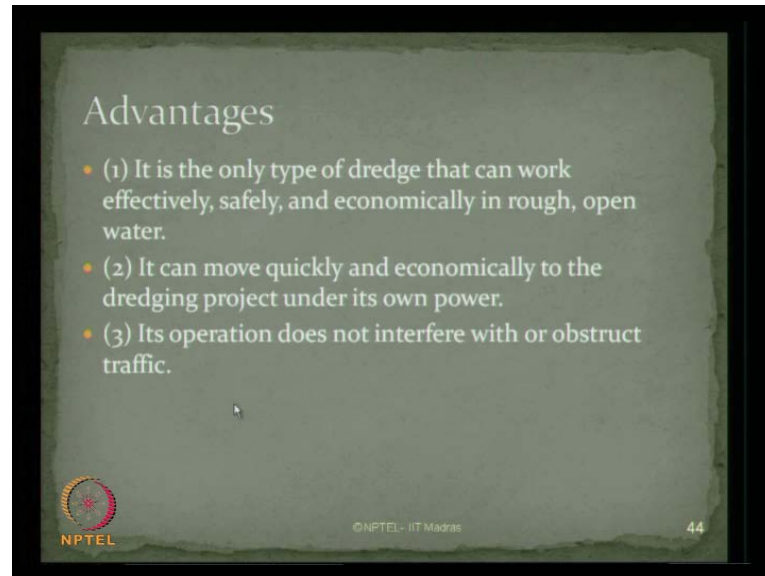 Advantages
• (1) It is the only type of dredge that can work
effectively, safely, and economically in rough, open
water.
• (2) It can move quickly and economically to the
dredging project under its own power.
• (3) Its operation does not interfere with or obstruct
traffic.
NPTEL
©NPTEL- IIT Madras
44